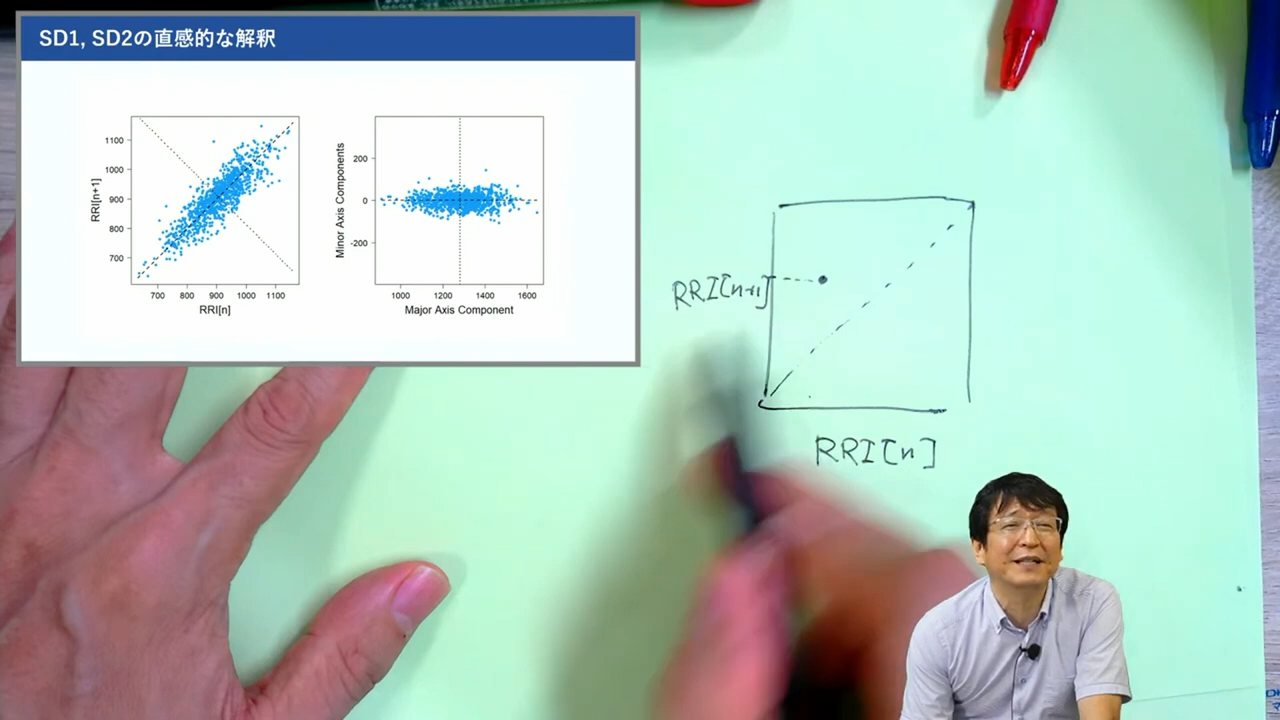 SD1, SD2の直感的な解釈
1100
1000
900
800
700
RRI[n+1]
700 800 900 1000 1100
RRI[n]
200
0
-200
Minor Axis Components
1000 1200 1400 1600
Major Axis Component
RRI[n+1]
RRI[n]